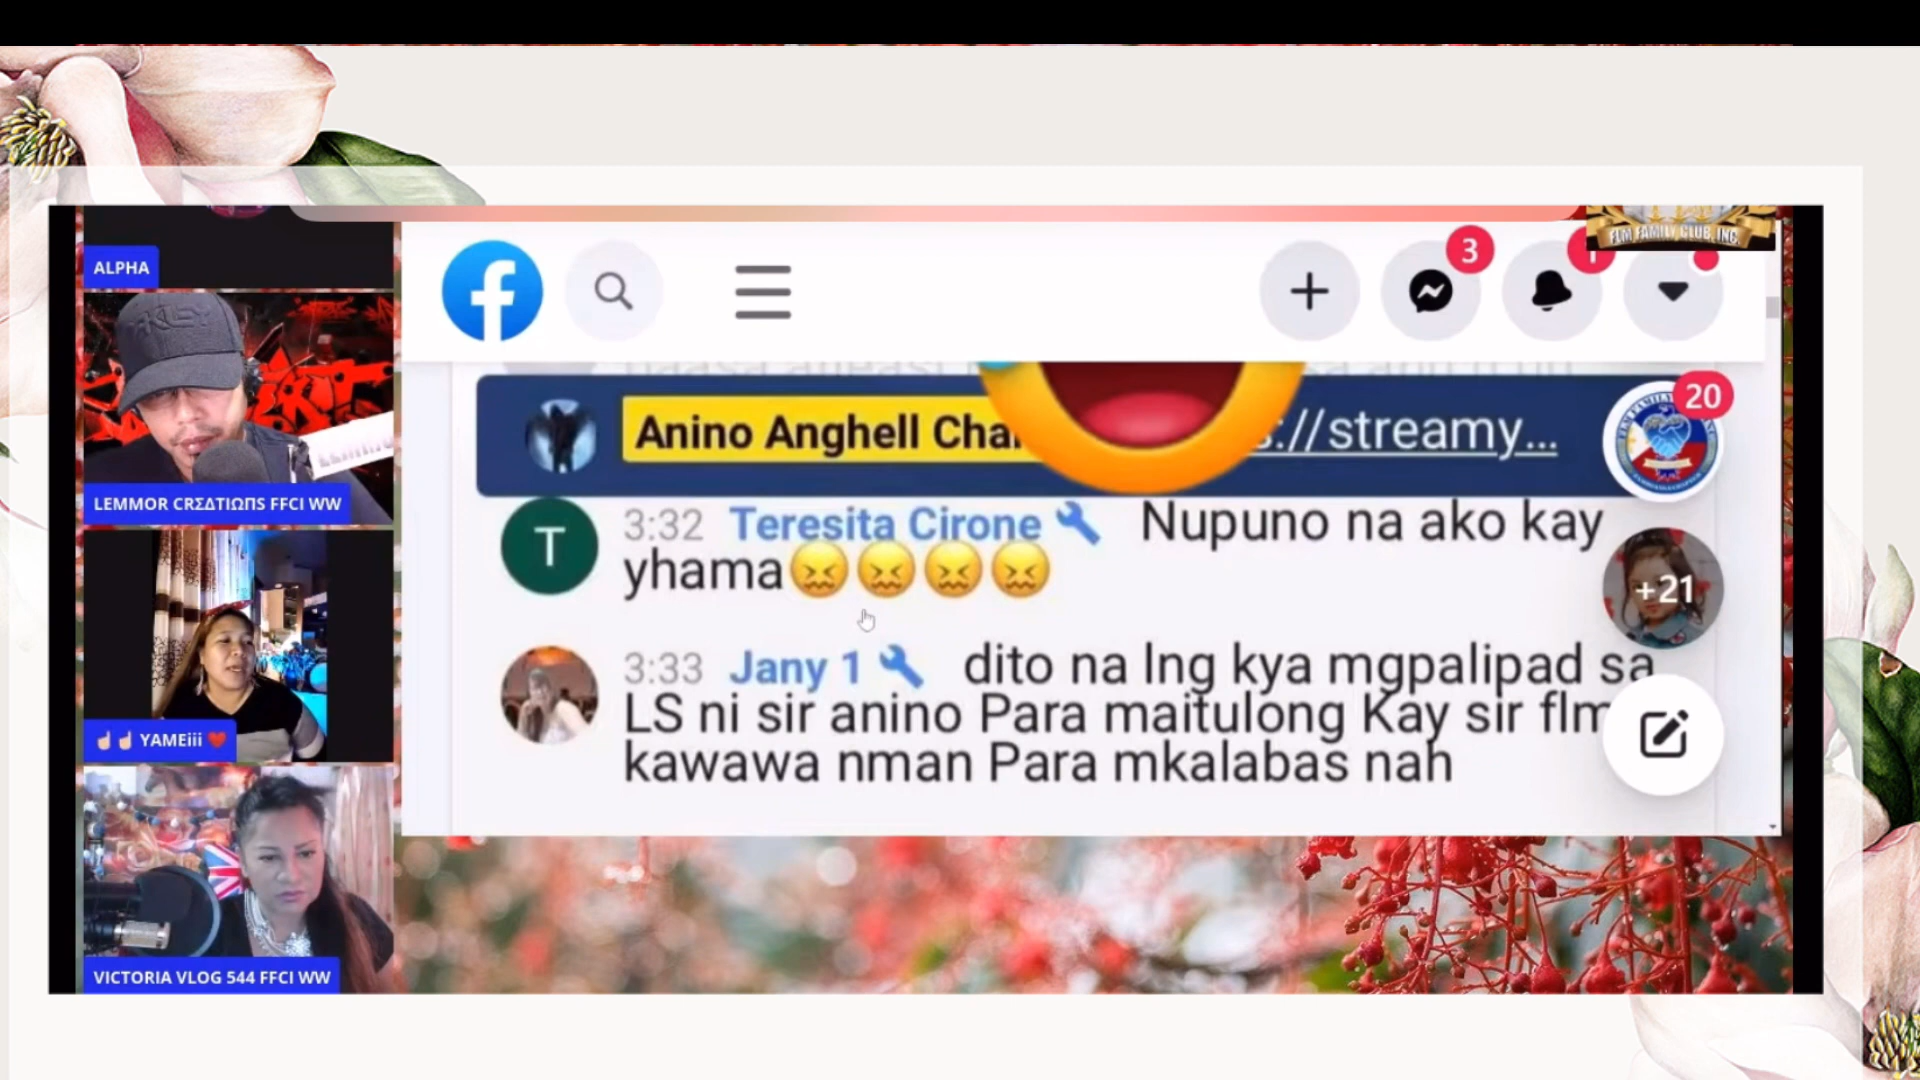 FLM FAMILY CLUB, INC.
ALPHA
3
1
20
Anino Anghell Cha
://streamy...
3:32 Teresita Cirone Nupuno na ako kay
yhama
T
+21
3:33 Jany 1 dito na lng kya mgpalipad sa
LS ni sir anino Para maitulong Kay sir flm
kawawa nman Para mkalabas nah
LEMMOR CRΣΔTIΩΠS FFCI WW
YAMEiii
VICTORIA VLOG 544 FFCI WW